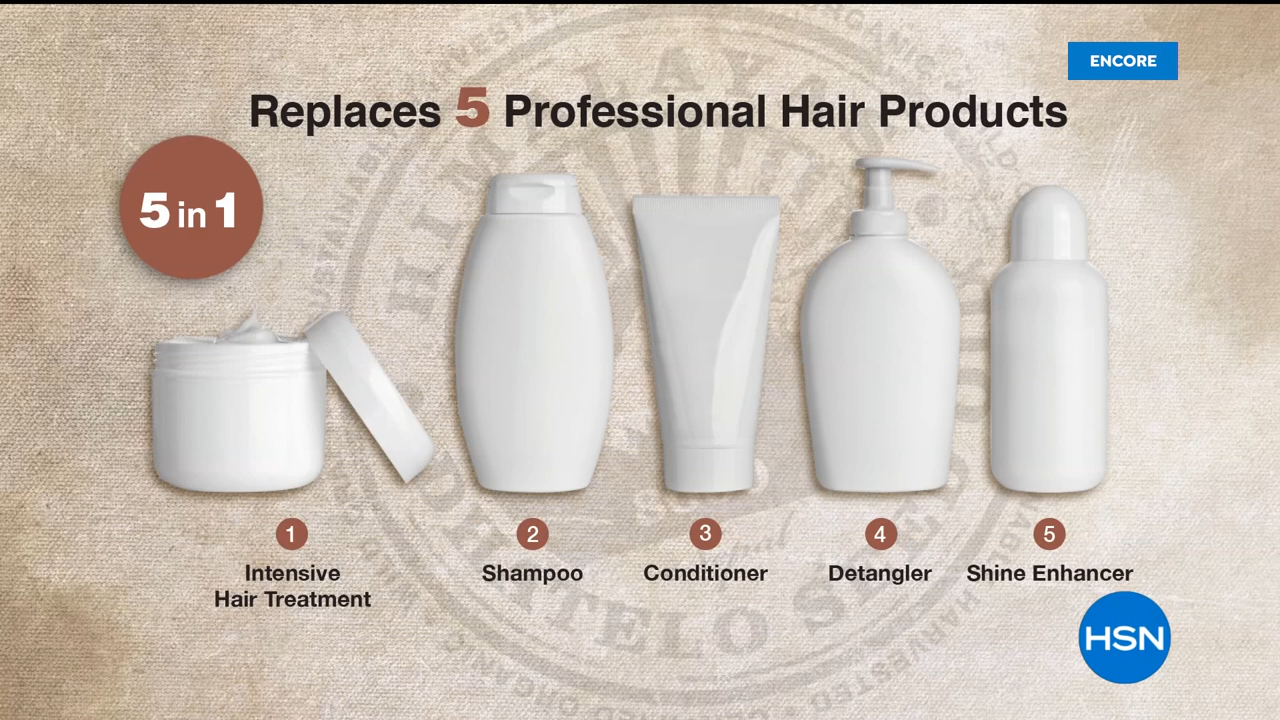 ENCORE
Replaces 5 Professional Hair Products
5 in 1
1
2
3
4
5
Intensive
Hair Treatment
Shampoo
Conditioner
Detangler
Shine Enhancer
HSN